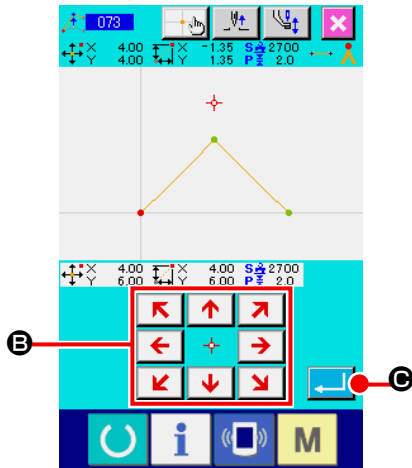 073
X 4.00 X -1.35 S 2700
Y 4.00 Y 1.35 P 2.0
X 4.00 X 4.00 S 2700
Y 6.00 Y 6.00 P 2.0
B
C
i M